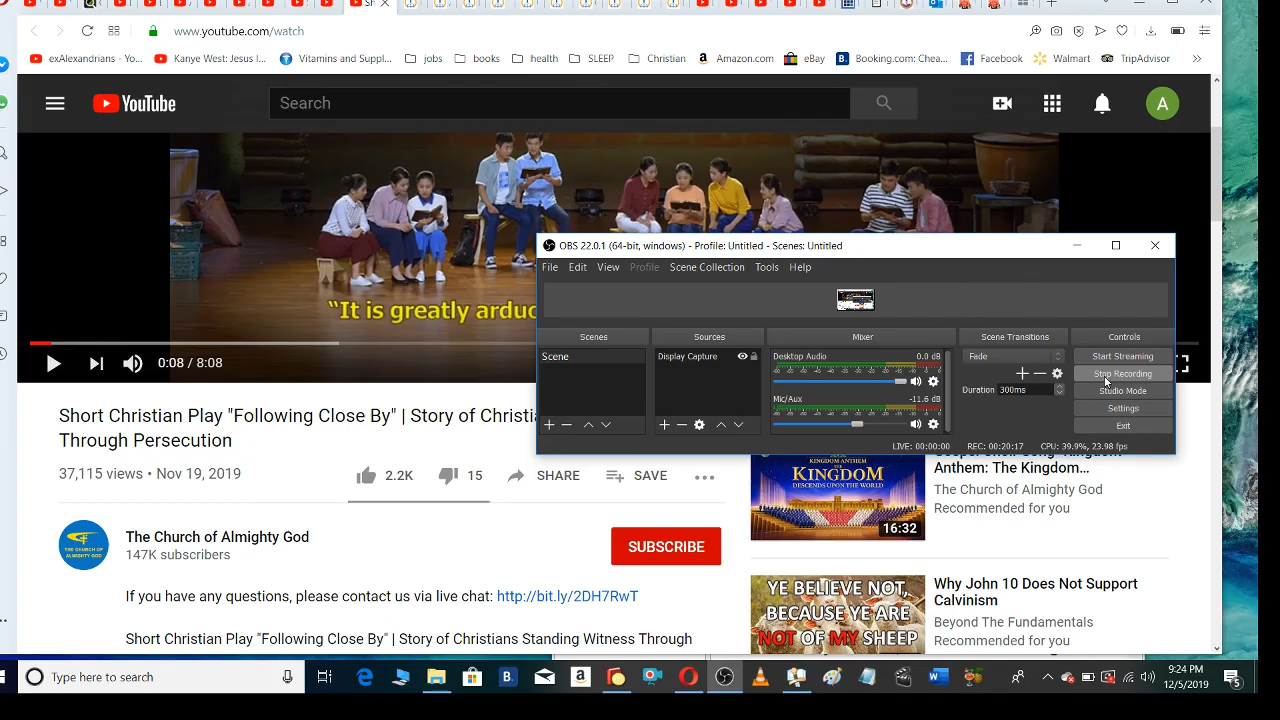 www.youtube.com/watch
exAlexandrians - Yo...
Kanye West: Jesus I...
Vitamins and Suppl...
jobs
books
health
SLEEP
Christian
Amazon.com
eBay
Booking.com: Chea...
Facebook
Walmart
TripAdvisor
YouTube
Search
A
"It is greatly arduo
0:08 / 8:08
OBS 22.0.1 (64-bit, windows) - Profile: Untitled - Scenes: Untitled
File Edit View Profile Scene Collection Tools Help
Scenes
Sources
Mixer
Scene Transitions
Controls
Scene
Display Capture
Desktop Audio
0.0 dB
Mic/Aux
-11.6 dB
Fade
Duration 300ms
Start Streaming
Stop Recording
Studio Mode
Settings
Exit
LIVE: 00:00:00
REC: 00:20:17
CPU: 39.9%, 23.98 fps
Short Christian Play "Following Close By" | Story of Christia
Through Persecution
37,115 views • Nov 19, 2019
2.2K
15
SHARE
SAVE
The Church of Almighty God
147K subscribers
SUBSCRIBE
If you have any questions, please contact us via live chat: http://bit.ly/2DH7RwT
Short Christian Play "Following Close By" | Story of Christians Standing Witness Through
KINGDOM ANTHEM
THE KINGDOM
DESCENDS UPON THE WORLD
16:32
Anthem: The Kingdom...
The Church of Almighty God
Recommended for you
YE BELIEVE NOT,
BECAUSE YE ARE
NOT OF MY SHEEP
Why John 10 Does Not Support
Calvinism
Beyond The Fundamentals
Recommended for you
Type here to search
9:24 PM
12/5/2019
5